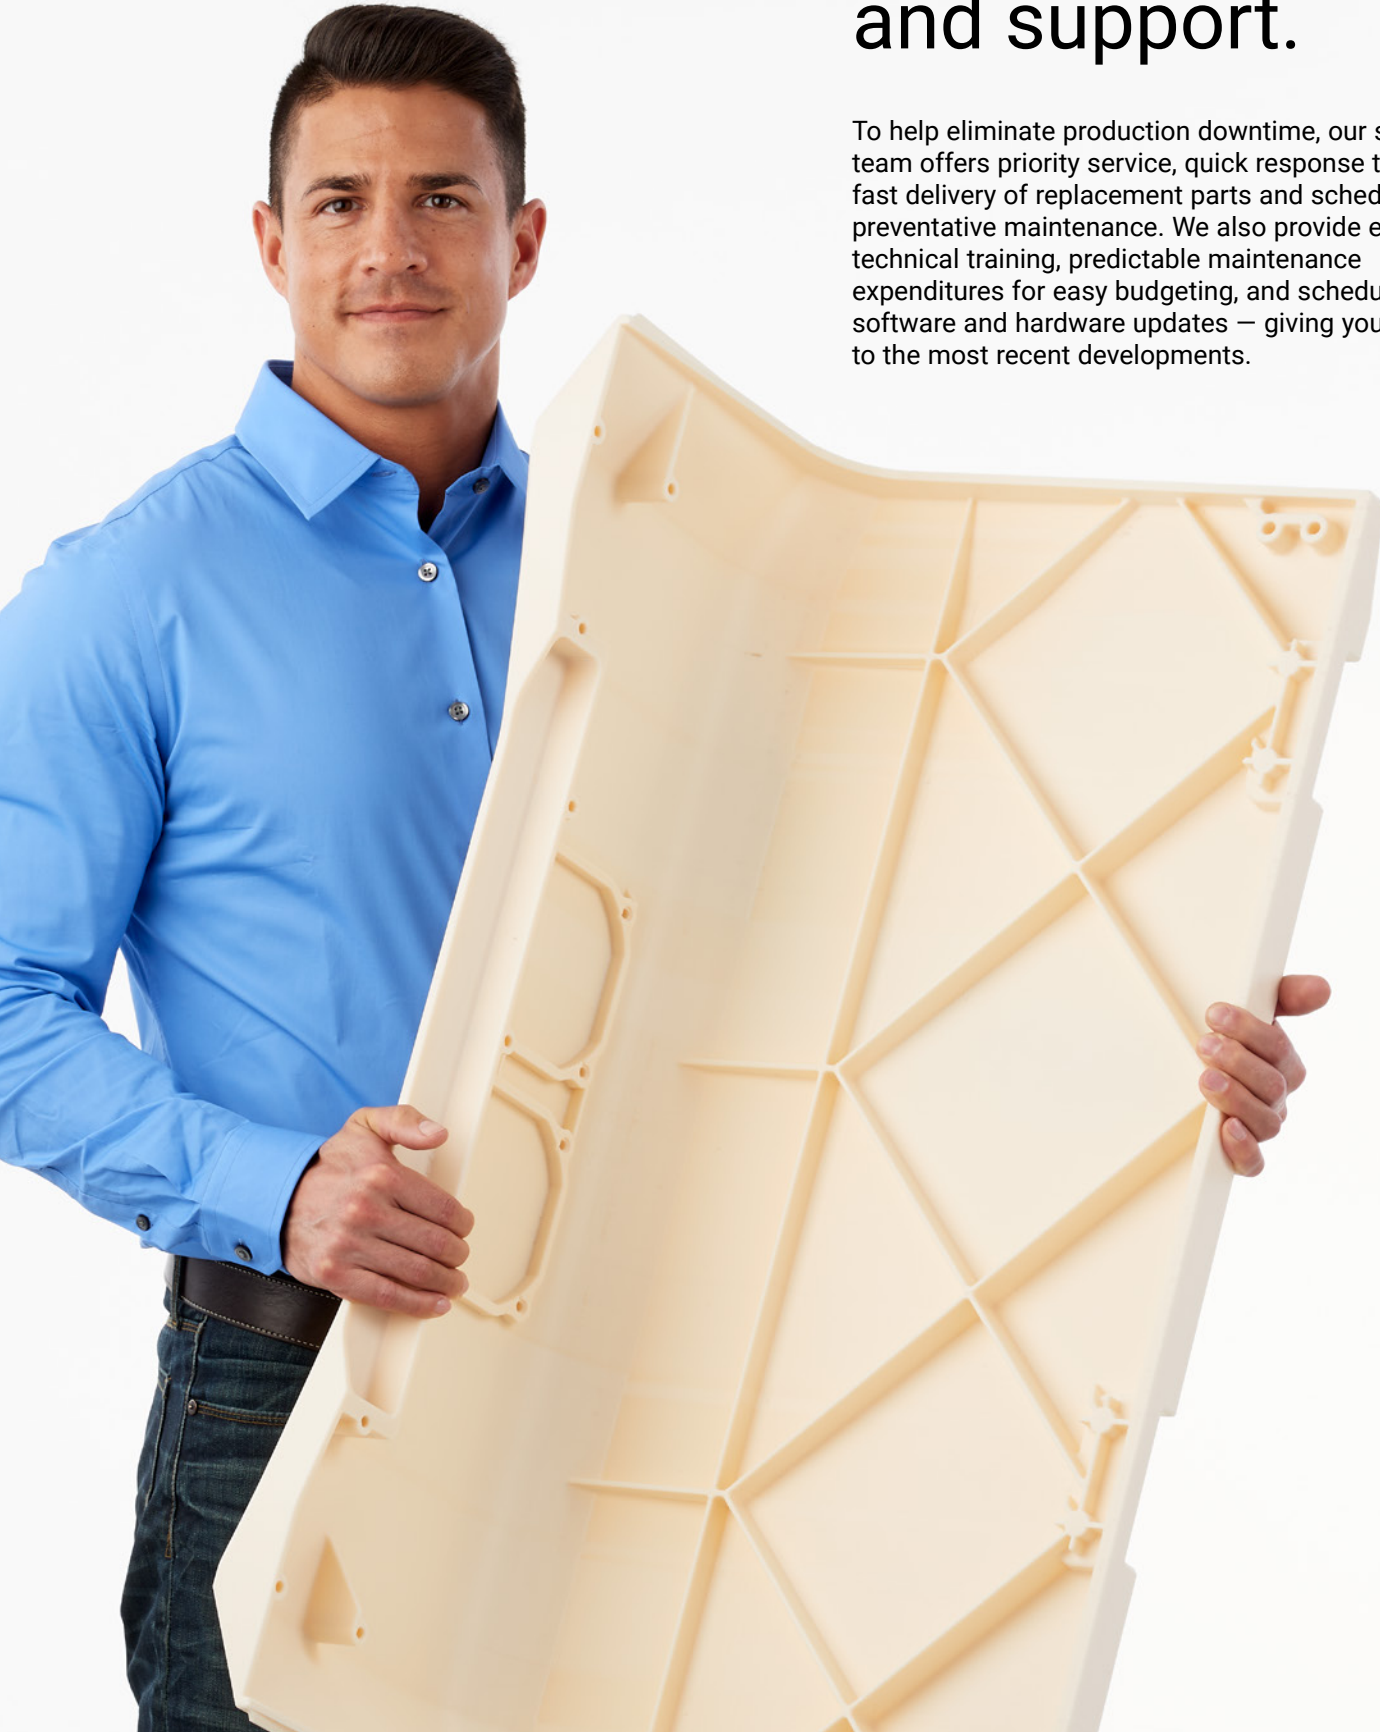 and support.
To help eliminate production downtime, our
team offers priority service, quick response
fast delivery of replacement parts and
preventative maintenance. We also provide
technical training, predictable maintenance
expenditures for easy budgeting, and
software and hardware updates — giving you
to the most recent developments.